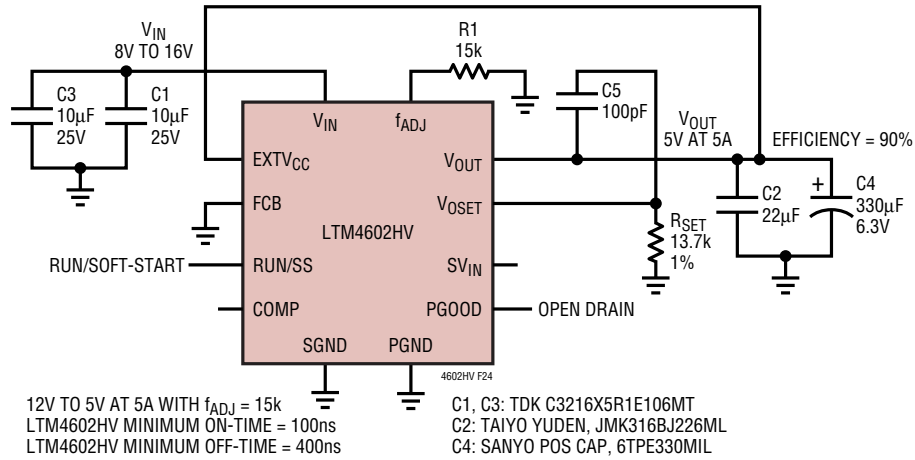 V_IN
8V TO 16V
R1
15k
C3
10μF
25V
C1
10μF
25V
C5
100pF
V_OUT
5V AT 5A
EFFICIENCY = 90%
V_IN
f_ADJ
EXTV_CC
V_OUT
FCB
V_OSET
LTM4602HV
R_SET
13.7k
1%
C2
22μF
+
C4
330μF
6.3V
RUN/SOFT-START
RUN/SS
SV_IN
COMP
PGOOD
OPEN DRAIN
SGND
PGND
4602HV F24
12V TO 5V AT 5A WITH f_ADJ = 15k
LTM4602HV MINIMUM ON-TIME = 100ns
LTM4602HV MINIMUM OFF-TIME = 400ns
C1, C3: TDK C3216X5R1E106MT
C2: TAIYO YUDEN, JMK316BJ226ML
C4: SANYO POS CAP, 6TPE330MIL